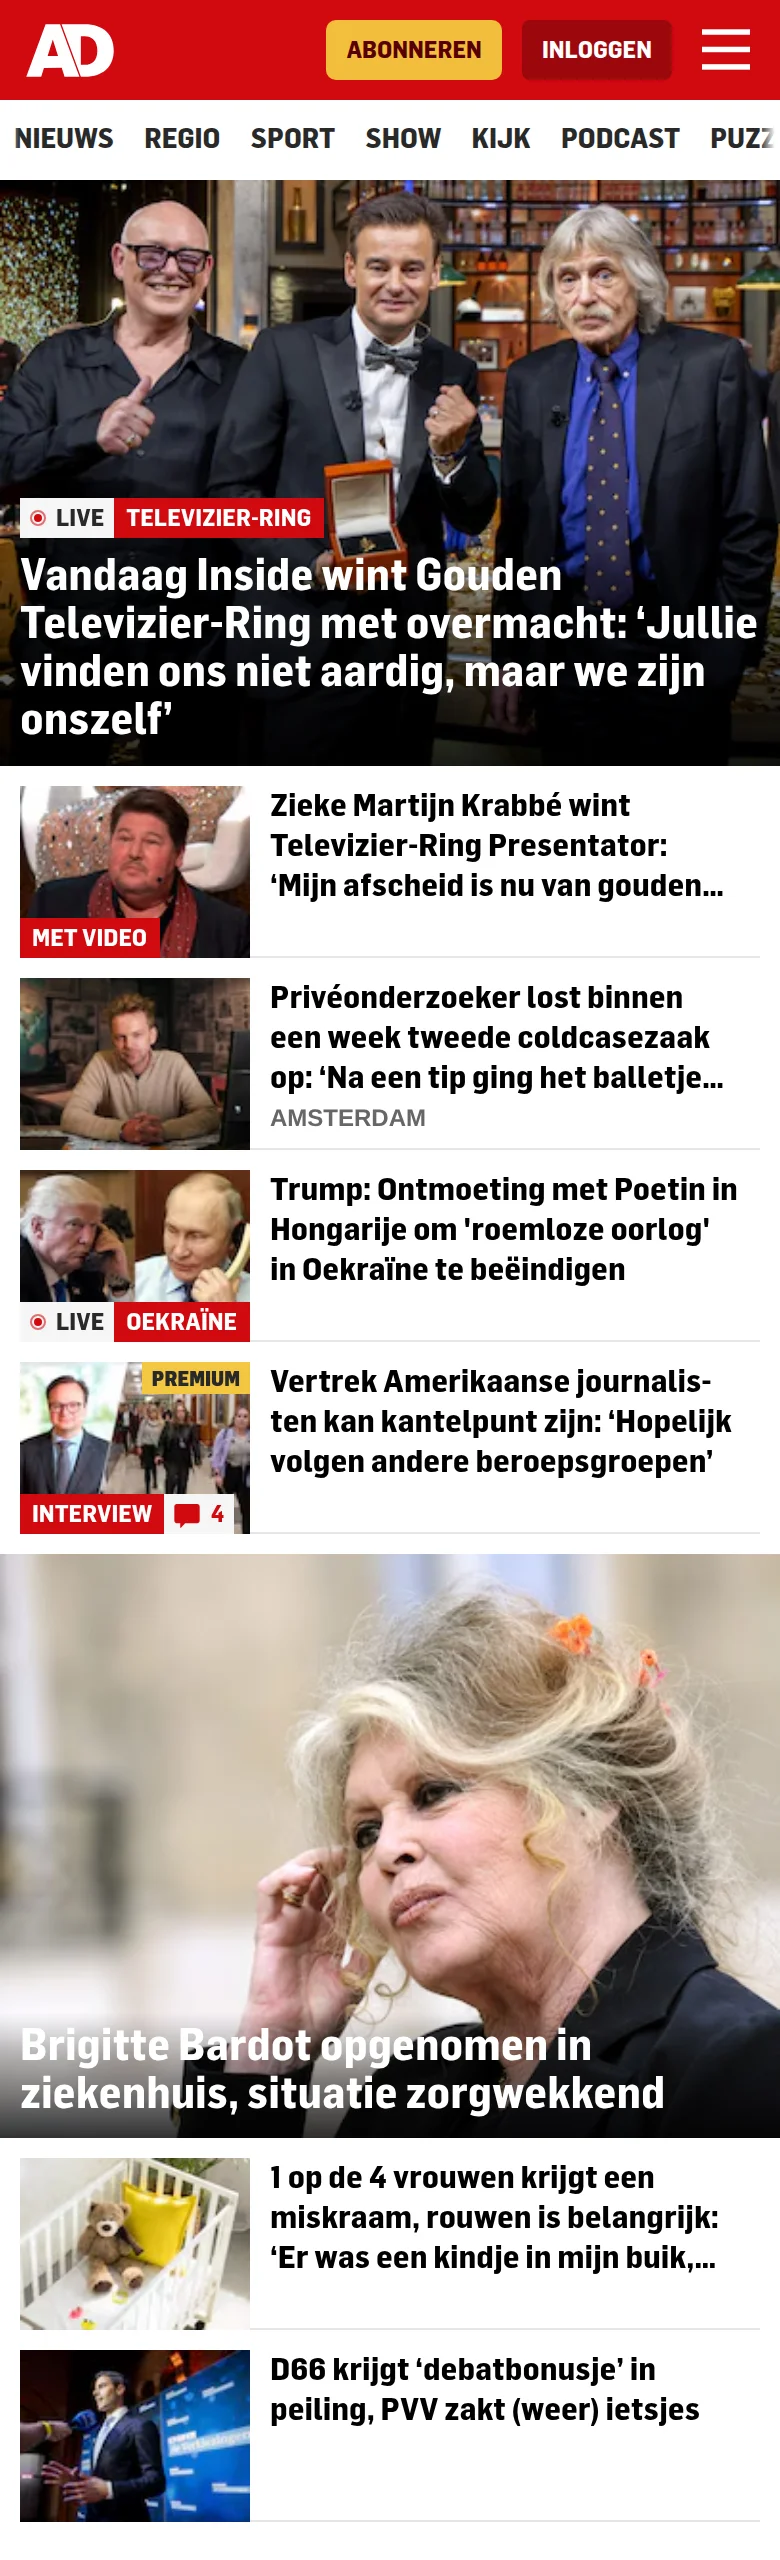 AD
ABONNEREN
INLOGGEN
NIEUWS REGIO SPORT SHOW KIJK PODCAST PUZZ
LIVE TELEVIZIER-RING
Vandaag Inside wint Gouden
Televizier-Ring met overmacht: ‘Jullie
vinden ons niet aardig, maar we zijn
onszelf’
MET VIDEO
Zieke Martijn Krabbé wint
Televizier-Ring Presentator:
‘Mijn afscheid is nu van gouden...
Privéonderzoeker lost binnen
een week tweede coldcasezaak
op: ‘Na een tip ging het balletje...
AMSTERDAM
LIVE OEKRAÏNE
Trump: Ontmoeting met Poetin in
Hongarije om 'roemloze oorlog'
in Oekraïne te beëindigen
PREMIUM
INTERVIEW 4
Vertrek Amerikaanse journalis-
ten kan kantelpunt zijn: ‘Hopelijk
volgen andere beroepsgroepen’
Brigitte Bardot opgenomen in
ziekenhuis, situatie zorgwekkend
1 op de 4 vrouwen krijgt een
miskraam, rouwen is belangrijk:
‘Er was een kindje in mijn buik,...
D66 krijgt ‘debatbonusje’ in
peiling, PVV zakt (weer) ietsjes